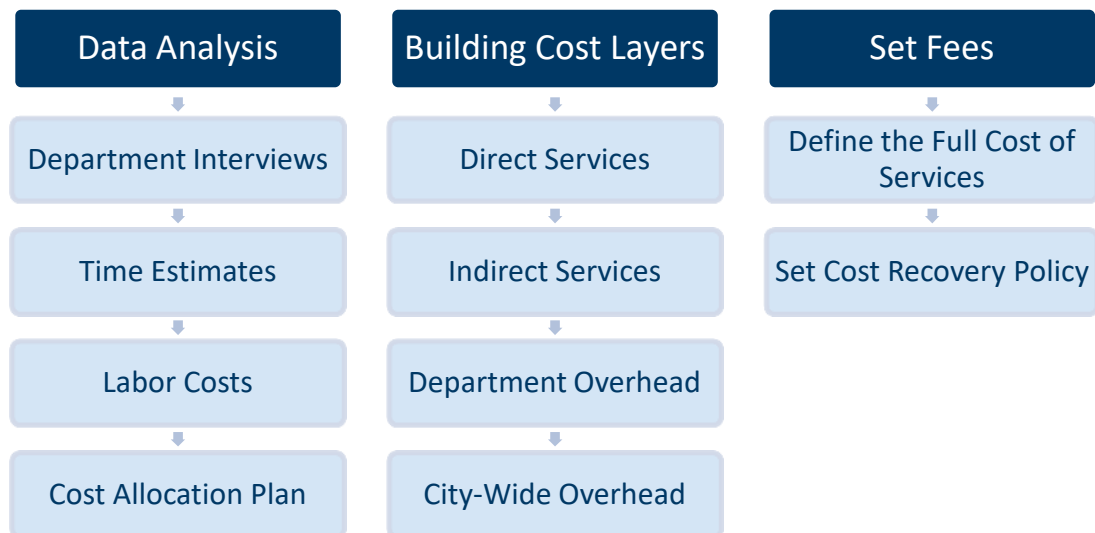 Data Analysis
Department Interviews
Time Estimates
Labor Costs
Cost Allocation Plan
Building Cost Layers
Direct Services
Indirect Services
Department Overhead
City-Wide Overhead
Set Fees
Define the Full Cost of
Services
Set Cost Recovery Policy